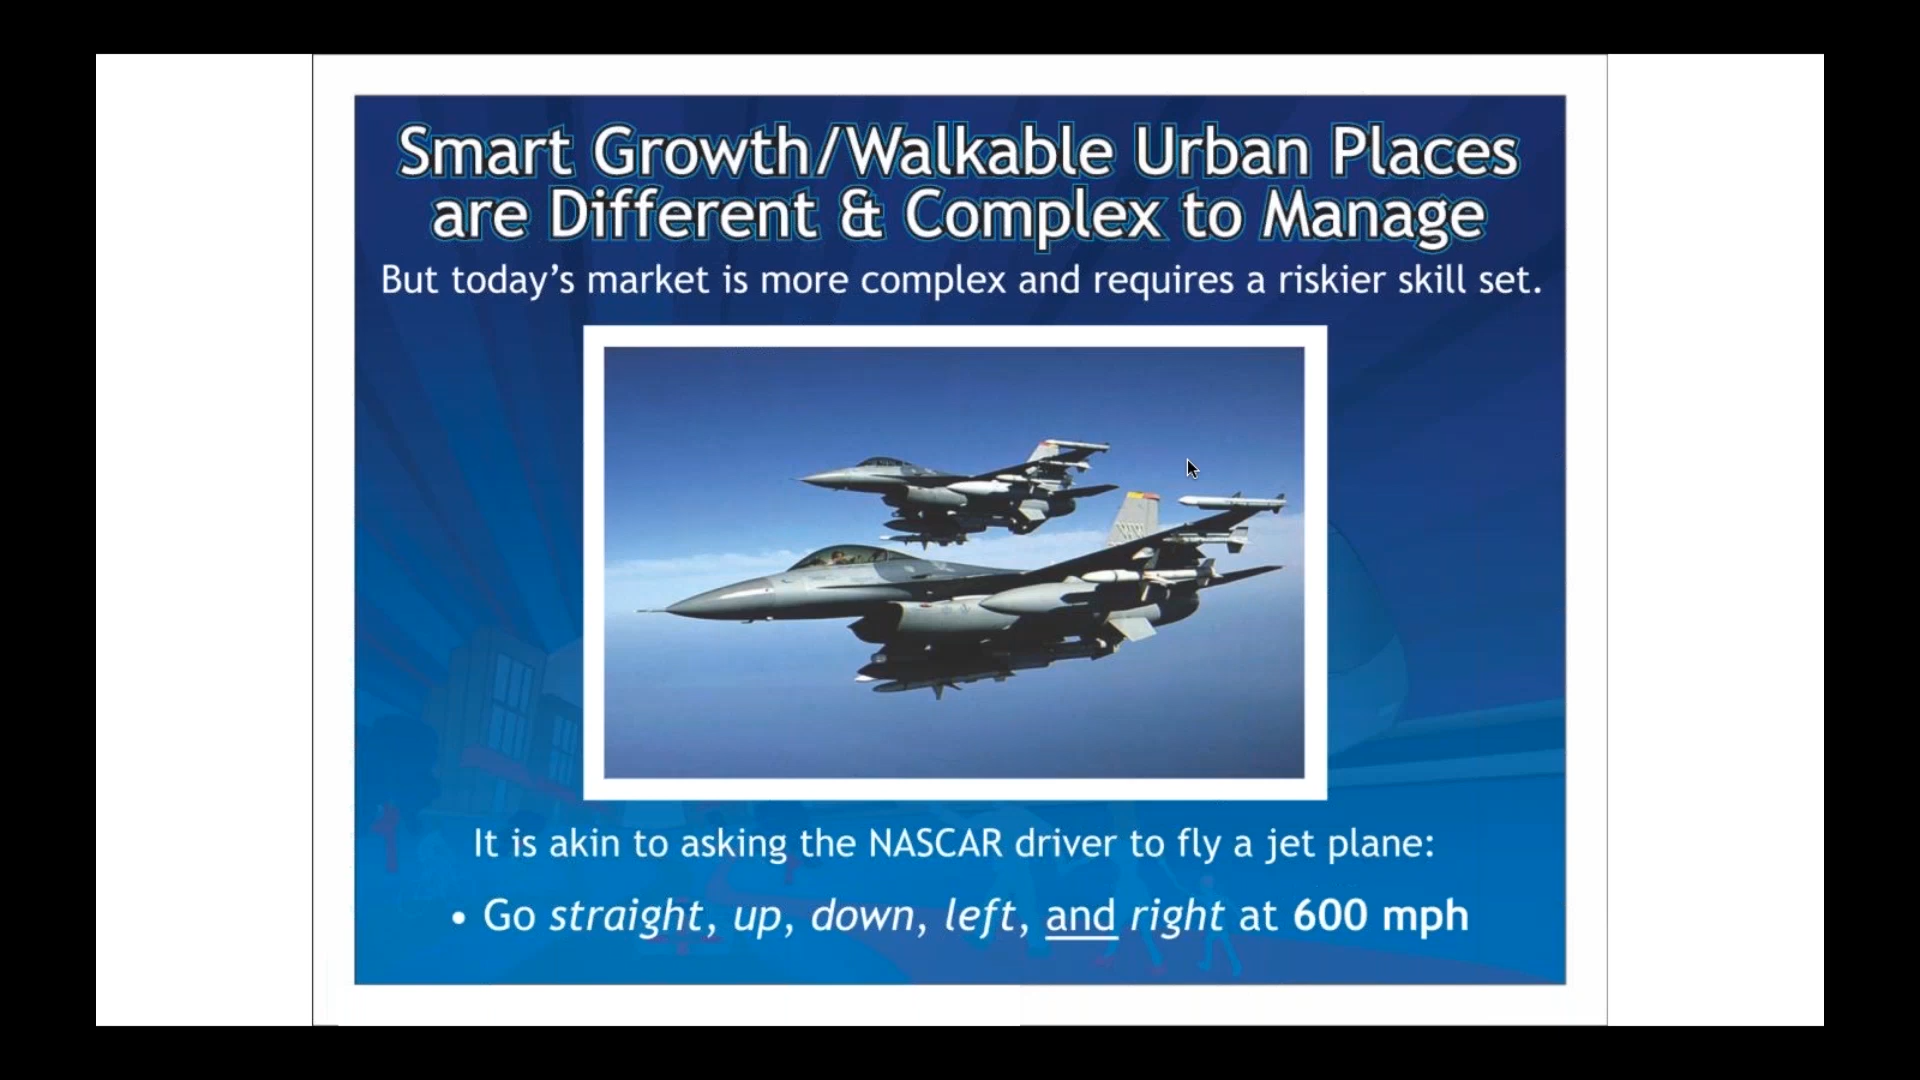 Smart Growth/Walkable Urban Places
are Different & Complex to Manage
But today’s market is more complex and requires a riskier skill set.
It is akin to asking the NASCAR driver to fly a jet plane:
• Go straight, up, down, left, and right at 600 mph